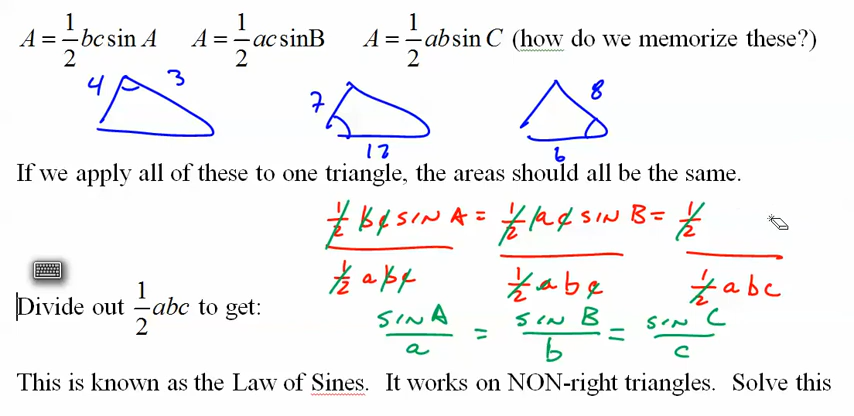 A = 1/2 bc sin A   A = 1/2 ac sinB   A = 1/2 ab sin C (how do we memorize these?)
4 3 7 12 8 6
If we apply all of these to one triangle, the areas should all be the same.
1/2 bc SIN A = 1/2 ac SIN B = 1/2
1/2 abc   1/2 abc   1/2 abc
Divide out 1/2 abc to get:
SIN A / a = SIN B / b = SIN C / c
This is known as the Law of Sines.  It works on NON-right triangles.  Solve this